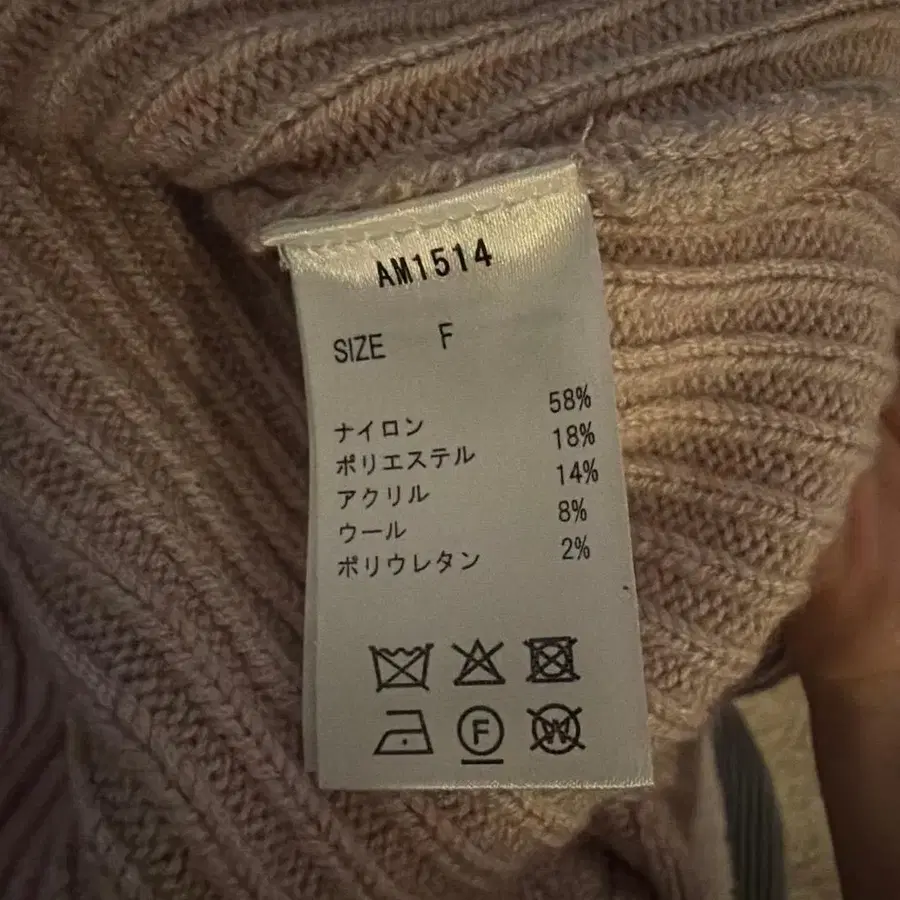 AM1514
SIZE F
ナイロン 58%
ポリエステル 18%
アクリル 14%
ウール 8%
ポリウレタン 2%
F
W